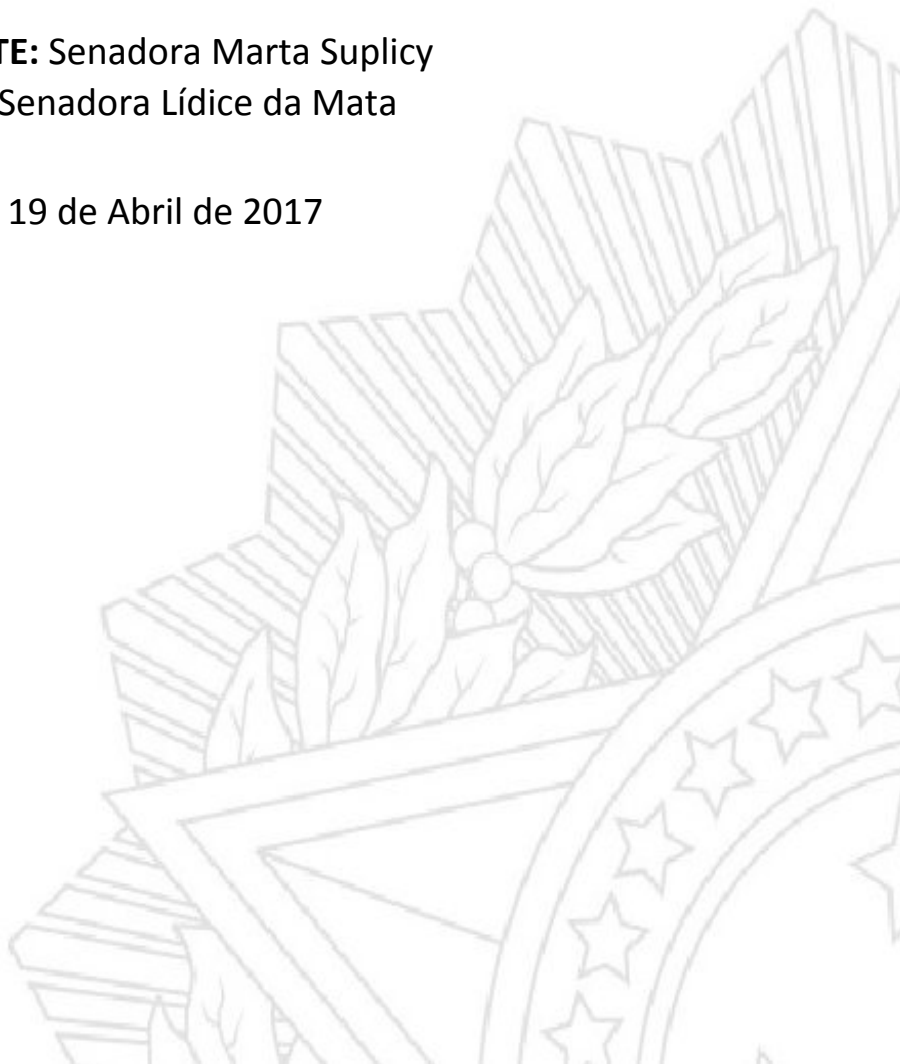 TE: Senadora Marta Suplicy
Senadora Lídice da Mata
19 de Abril de 2017